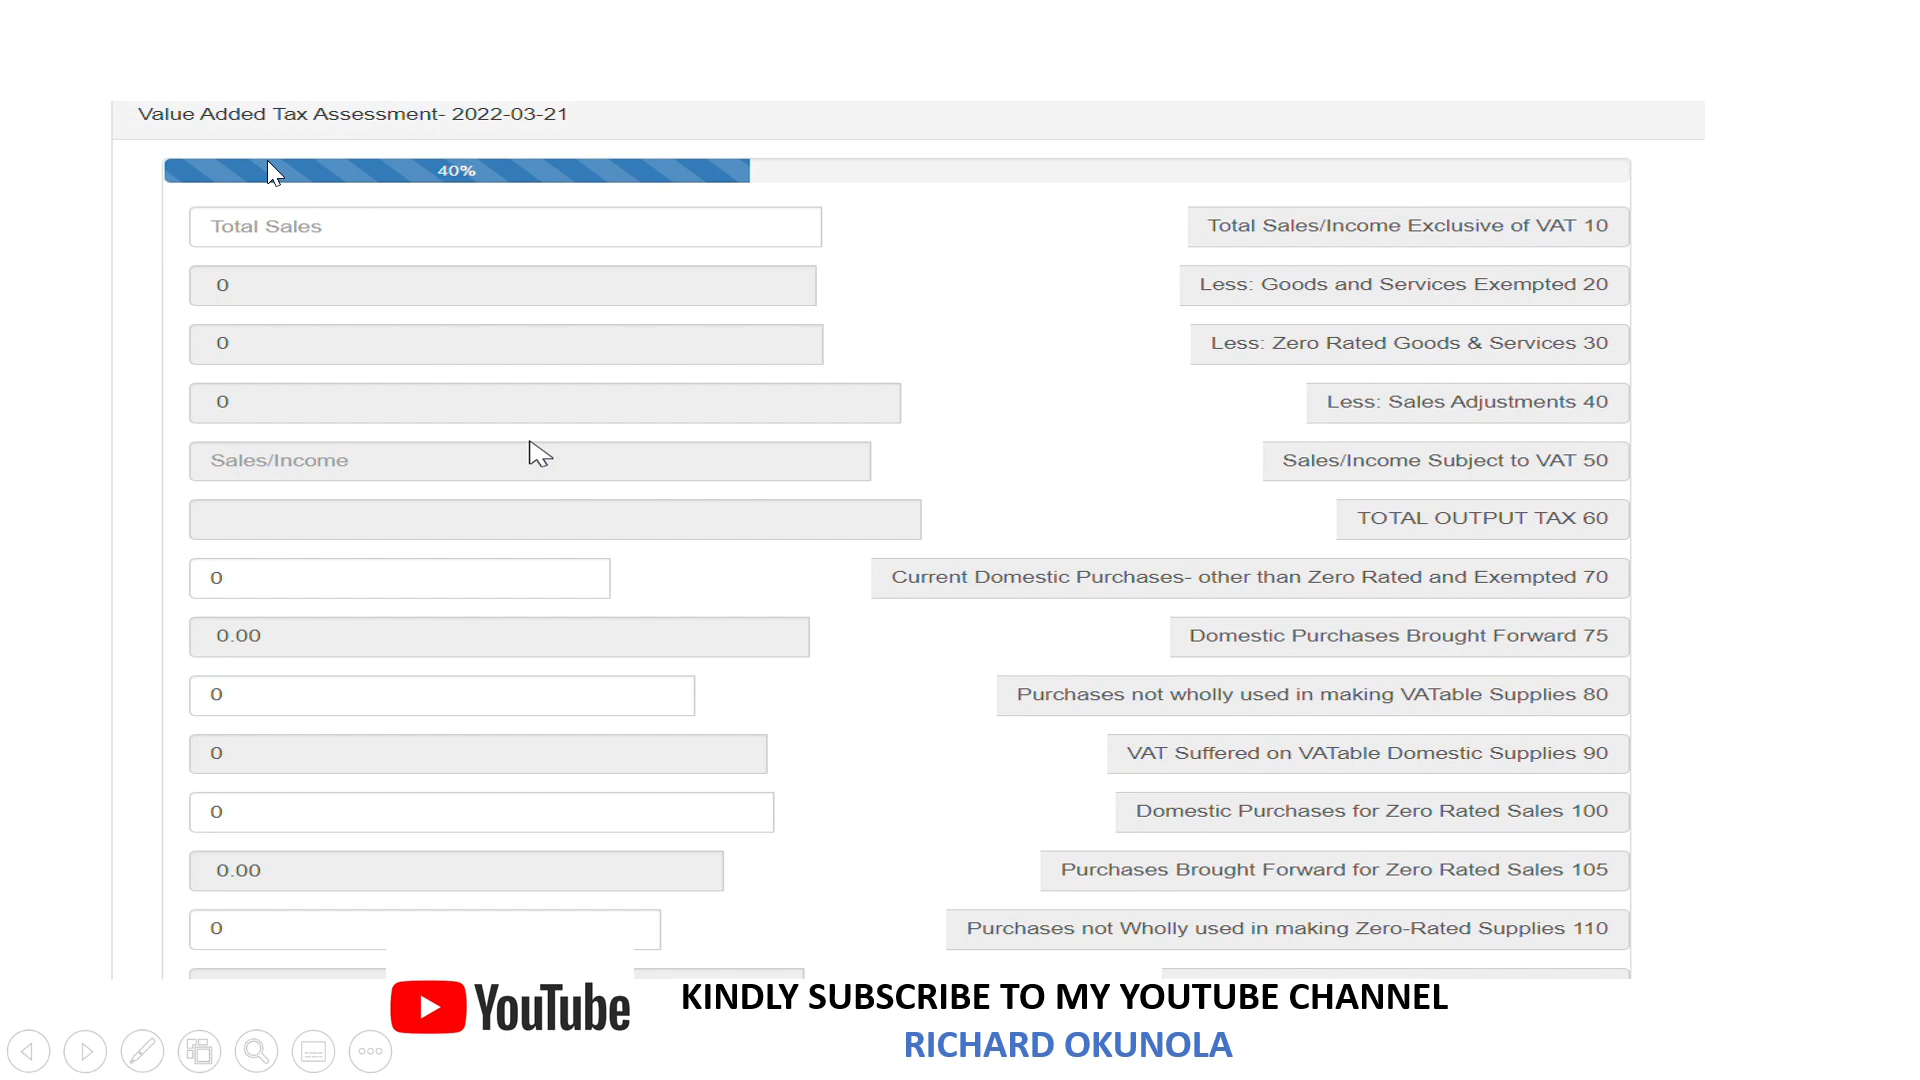 Value Added Tax Assessment- 2022-03-21
40%
Total Sales Total Sales/Income Exclusive of VAT 10
0 Less: Goods and Services Exempted 20
0 Less: Zero Rated Goods & Services 30
0 Less: Sales Adjustments 40
Sales/Income Sales/Income Subject to VAT 50
TOTAL OUTPUT TAX 60
0 Current Domestic Purchases- other than Zero Rated and Exempted 70
0.00 Domestic Purchases Brought Forward 75
0 Purchases not wholly used in making VATable Supplies 80
0 VAT Suffered on VATable Domestic Supplies 90
0 Domestic Purchases for Zero Rated Sales 100
0.00 Purchases Brought Forward for Zero Rated Sales 105
0 Purchases not Wholly used in making Zero-Rated Supplies 110
YouTube KINDLY SUBSCRIBE TO MY YOUTUBE CHANNEL
RICHARD OKUNOLA